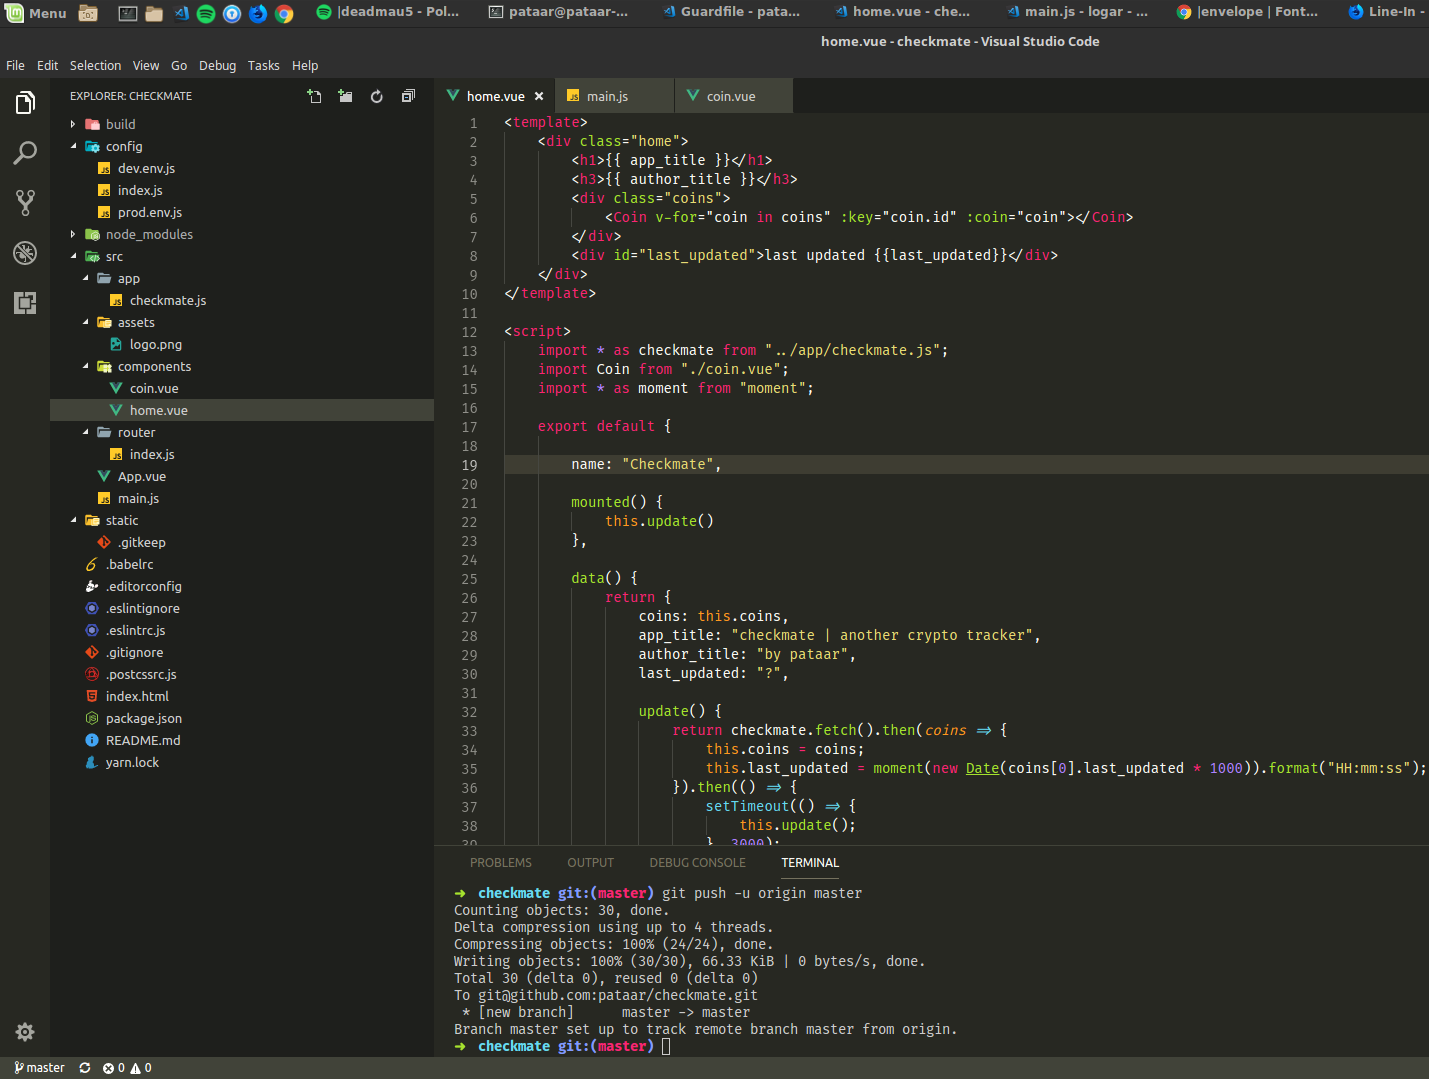 Menu
|deadmau5 - Pol...
pataar@pataar-...
Guardfile - pata...
home.vue - che...
main.js - logar - ...
|envelope | Font...
Line-In -
home.vue - checkmate - Visual Studio Code
File Edit Selection View Go Debug Tasks Help
EXPLORER: CHECKMATE
build
config
dev.env.js
index.js
prod.env.js
node_modules
src
app
checkmate.js
assets
logo.png
components
coin.vue
home.vue
router
index.js
App.vue
main.js
static
.gitkeep
.babelrc
.editorconfig
.eslintignore
.eslintrc.js
.gitignore
.postcssrc.js
index.html
package.json
README.md
yarn.lock
home.vue × main.js coin.vue
1 <template>
2     <div class="home">
3         <h1>{{ app_title }}</h1>
4         <h3>{{ author_title }}</h3>
5         <div class="coins">
6             <Coin v-for="coin in coins" :key="coin.id" :coin="coin"></Coin>
7         </div>
8         <div id="last_updated">last updated {{last_updated}}</div>
9     </div>
10 </template>
11
12 <script>
13     import * as checkmate from "../app/checkmate.js";
14     import Coin from "./coin.vue";
15     import * as moment from "moment";
16
17     export default {
18
19         name: "Checkmate",
20
21         mounted() {
22             this.update()
23         },
24
25         data() {
26             return {
27                 coins: this.coins,
28                 app_title: "checkmate | another crypto tracker",
29                 author_title: "by pataar",
30                 last_updated: "?",
31
32                 update() {
33                     return checkmate.fetch().then(coins => {
34                         this.coins = coins;
35                         this.last_updated = moment(new Date(coins[0].last_updated * 1000)).format("HH:mm:ss");
36                     }).then(() => {
37                         setTimeout(() => {
38                             this.update();
39                         }, 3000);
PROBLEMS OUTPUT DEBUG CONSOLE TERMINAL
➜ checkmate git:(master) git push -u origin master
Counting objects: 30, done.
Delta compression using up to 4 threads.
Compressing objects: 100% (24/24), done.
Writing objects: 100% (30/30), 66.33 KiB | 0 bytes/s, done.
Total 30 (delta 0), reused 0 (delta 0)
To git@github.com:pataar/checkmate.git
 * [new branch]      master -> master
Branch master set up to track remote branch master from origin.
➜ checkmate git:(master)
master 0 0